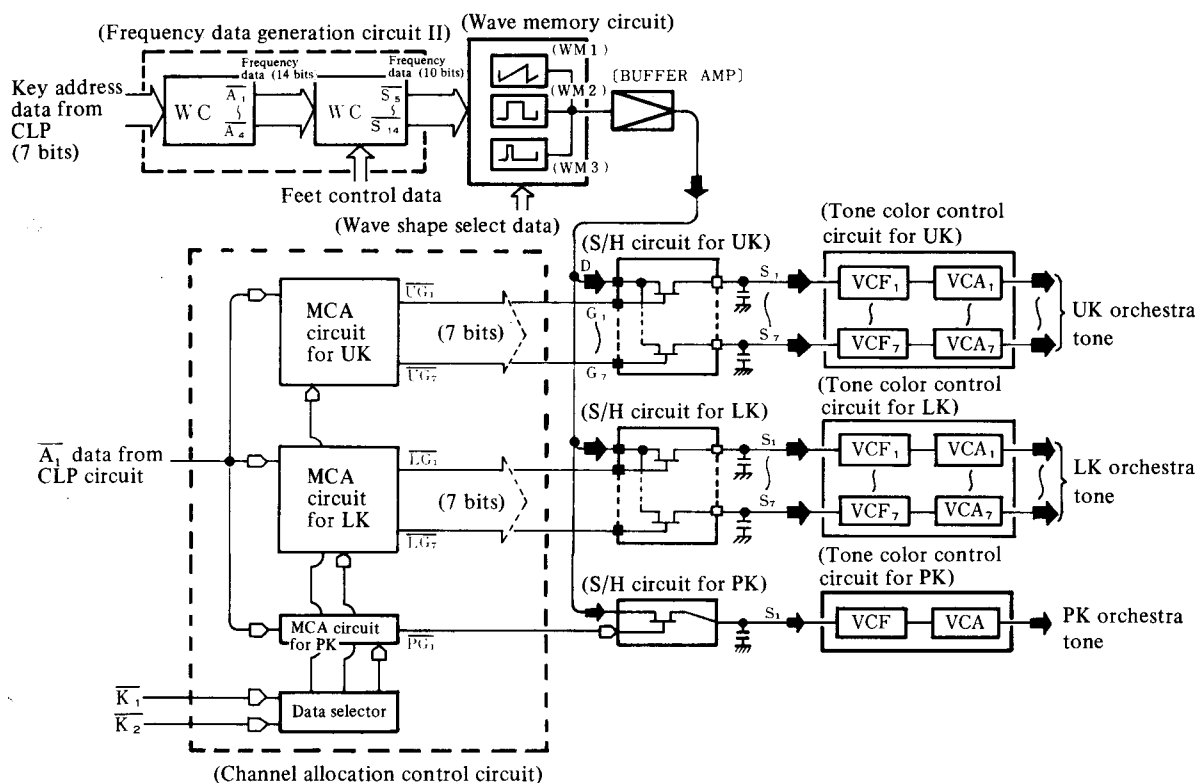 (Frequency data generation circuit II)
(Wave memory circuit)
Key address
data from
CLP
(7 bits)
WC
A̅₁
A̅₄
Frequency
data (14 bits)
WC
S̅₅
S̅₁₄
Frequency
data (10 bits)
(WM1)
(WM2)
(WM3)
[BUFFER AMP]
Feet control data
(Wave shape select data)
A̅₁ data from
CLP circuit
MCA
circuit
for UK
U̅G̅₁
(7 bits)
U̅G̅₇
MCA
circuit
for LK
L̅G̅₁
(7 bits)
L̅G̅₇
MCA circuit
for PK
P̅G̅₁
K̅₁
K̅₂
Data selector
(Channel allocation control circuit)
(S/H circuit for UK)
D
G₁
G₇
S₁
S₇
(Tone color control
circuit for UK)
VCF₁
VCA₁
VCF₇
VCA₇
UK orchestra
tone
(S/H circuit for LK)
S₁
S₇
(Tone color control
circuit for LK)
VCF₁
VCA₁
VCF₇
VCA₇
LK orchestra
tone
(S/H circuit for PK)
S₁
(Tone color control
circuit for PK)
VCF
VCA
PK orchestra
tone